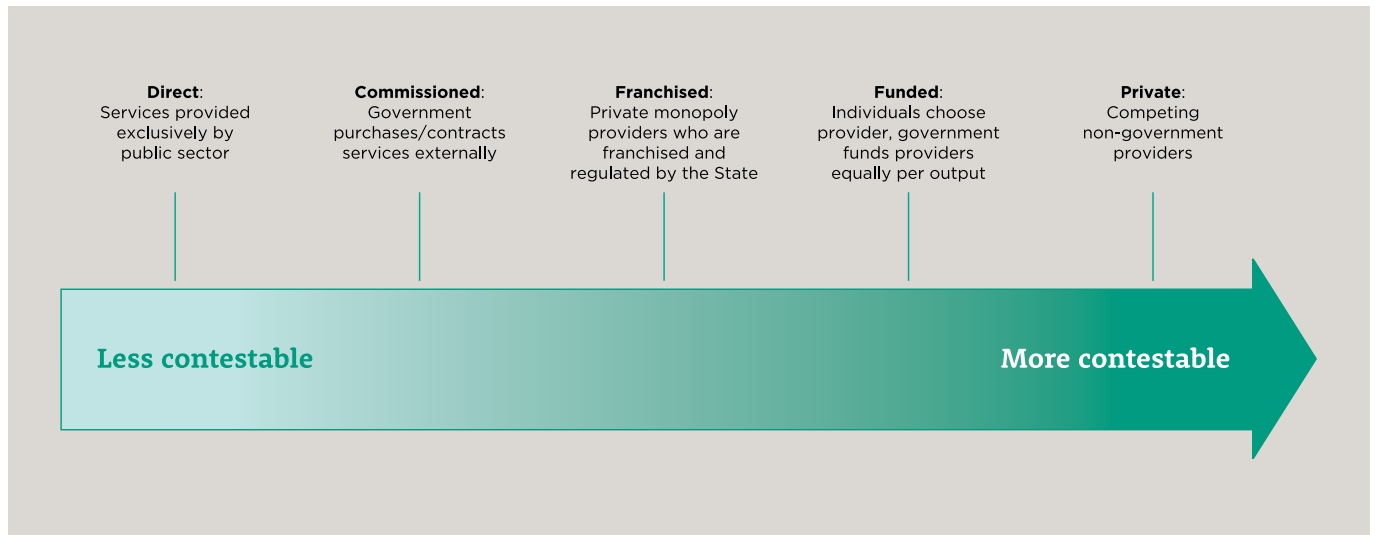 Direct:
Services provided
exclusively by
public sector
Commissioned:
Government
purchases/contracts
services externally
Franchised:
Private monopoly
providers who are
franchised and
regulated by the State
Funded:
Individuals choose
provider, government
funds providers
equally per output
Private:
Competing
non-government
providers
Less contestable
More contestable